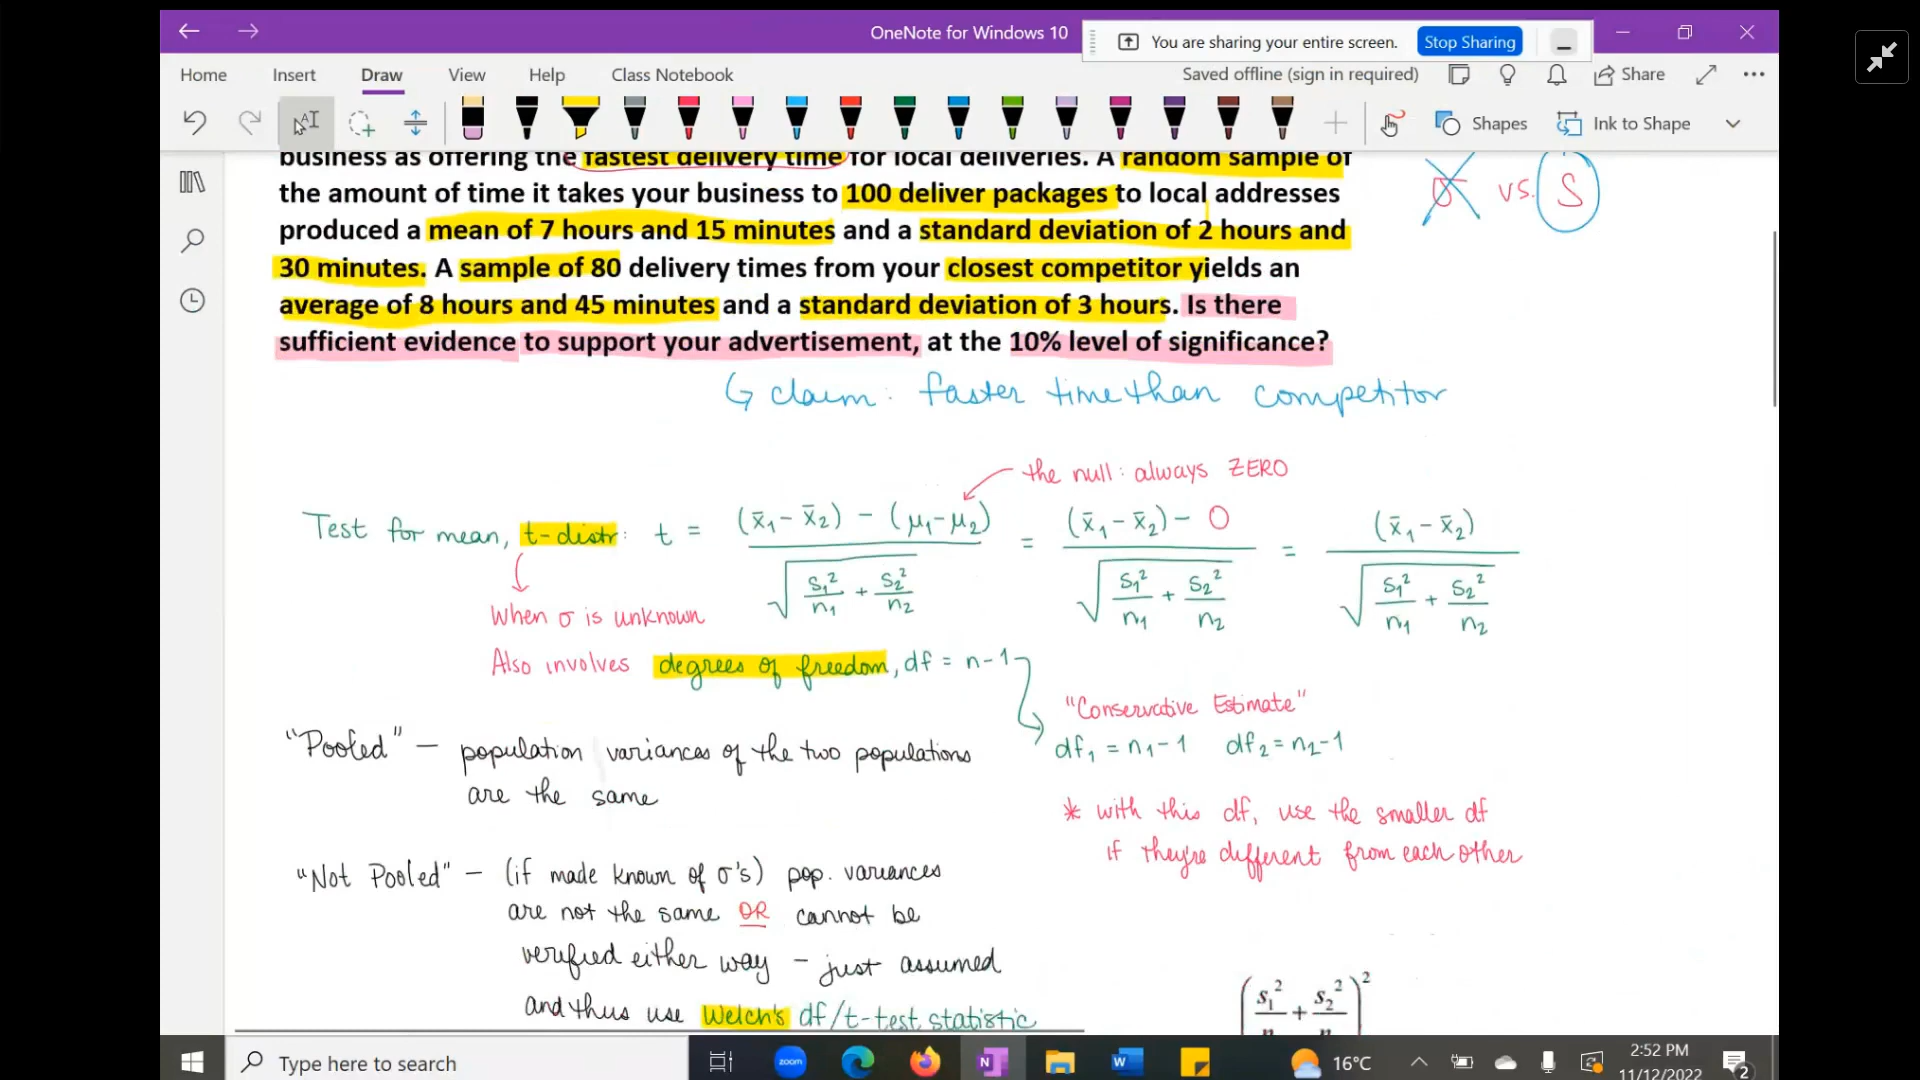 OneNote for Windows 10
You are sharing your entire screen. Stop Sharing
Home Insert Draw View Help Class Notebook Saved offline (sign in required) Share
Shapes Ink to Shape
business as offering the fastest delivery time for local deliveries. A random sample of
the amount of time it takes your business to 100 deliver packages to local addresses
produced a mean of 7 hours and 15 minutes and a standard deviation of 2 hours and
30 minutes. A sample of 80 delivery times from your closest competitor yields an
average of 8 hours and 45 minutes and a standard deviation of 3 hours. Is there
sufficient evidence to support your advertisement, at the 10% level of significance?
σ vs. S
↳ claim: faster time than competitor
the null: always ZERO
Test for mean, t-distr: t = (x̄₁ - x̄₂) - (μ₁-μ₂) / √(s₁²/n₁ + s₂²/n₂) = (x̄₁ - x̄₂) - 0 / √(s₁²/n₁ + s₂²/n₂) = (x̄₁ - x̄₂) / √(s₁²/n₁ + s₂²/n₂)
When σ is unknown
Also involves degrees of freedom, df = n-1
"Conservative Estimate"
df₁ = n₁-1 df₂ = n₂-1
"Pooled" — population variances of the two populations
are the same
* with this df, use the smaller df
if they're different from each other
"Not Pooled" — (if made known of σ's) pop. variances
are not the same OR cannot be
verified either way — just assumed
and thus use Welch's df/t-test statistic
(s₁²/n + s₂²/n)²
Type here to search
zoom
16°C
2:52 PM
11/12/2022
2